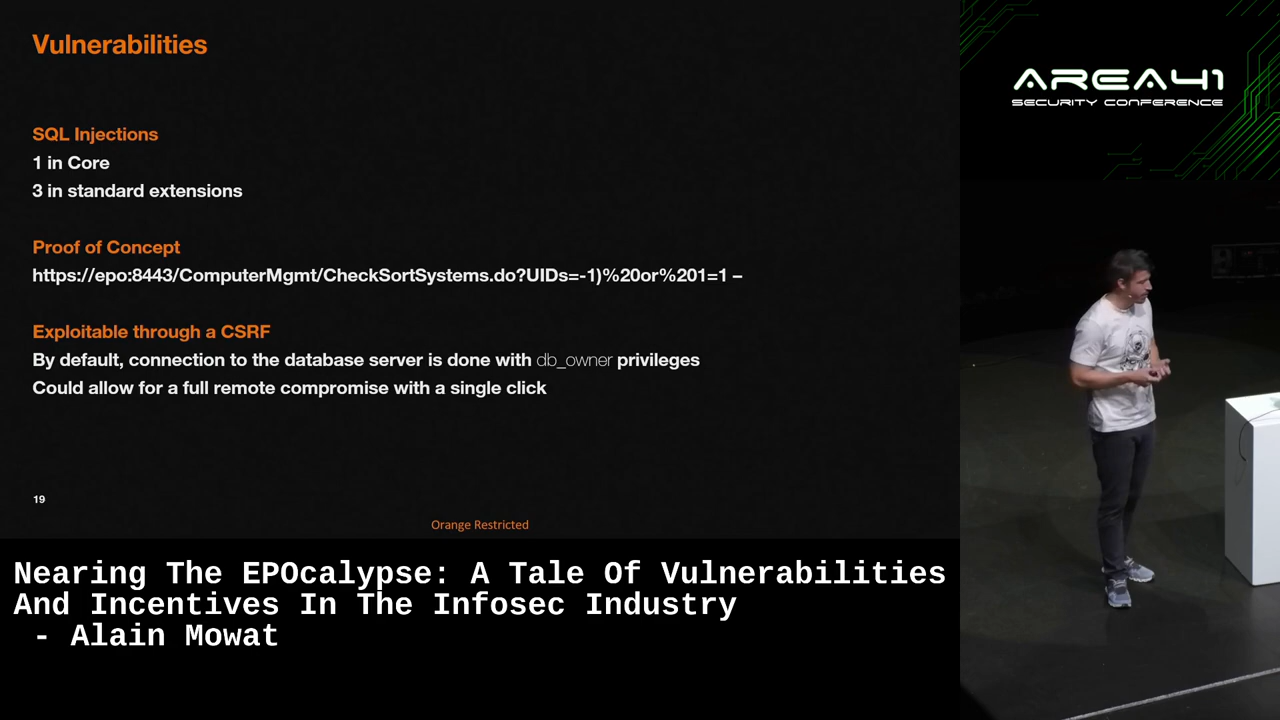 Vulnerabilities
SQL Injections
1 in Core
3 in standard extensions
Proof of Concept
https://epo:8443/ComputerMgmt/CheckSortSystems.do?UIDs=-1)%20or%201=1 –
Exploitable through a CSRF
By default, connection to the database server is done with db_owner privileges
Could allow for a full remote compromise with a single click
19
Orange Restricted
AREA41
SECURITY CONFERENCE
Nearing The EPOcalypse: A Tale Of Vulnerabilities
And Incentives In The Infosec Industry
- Alain Mowat